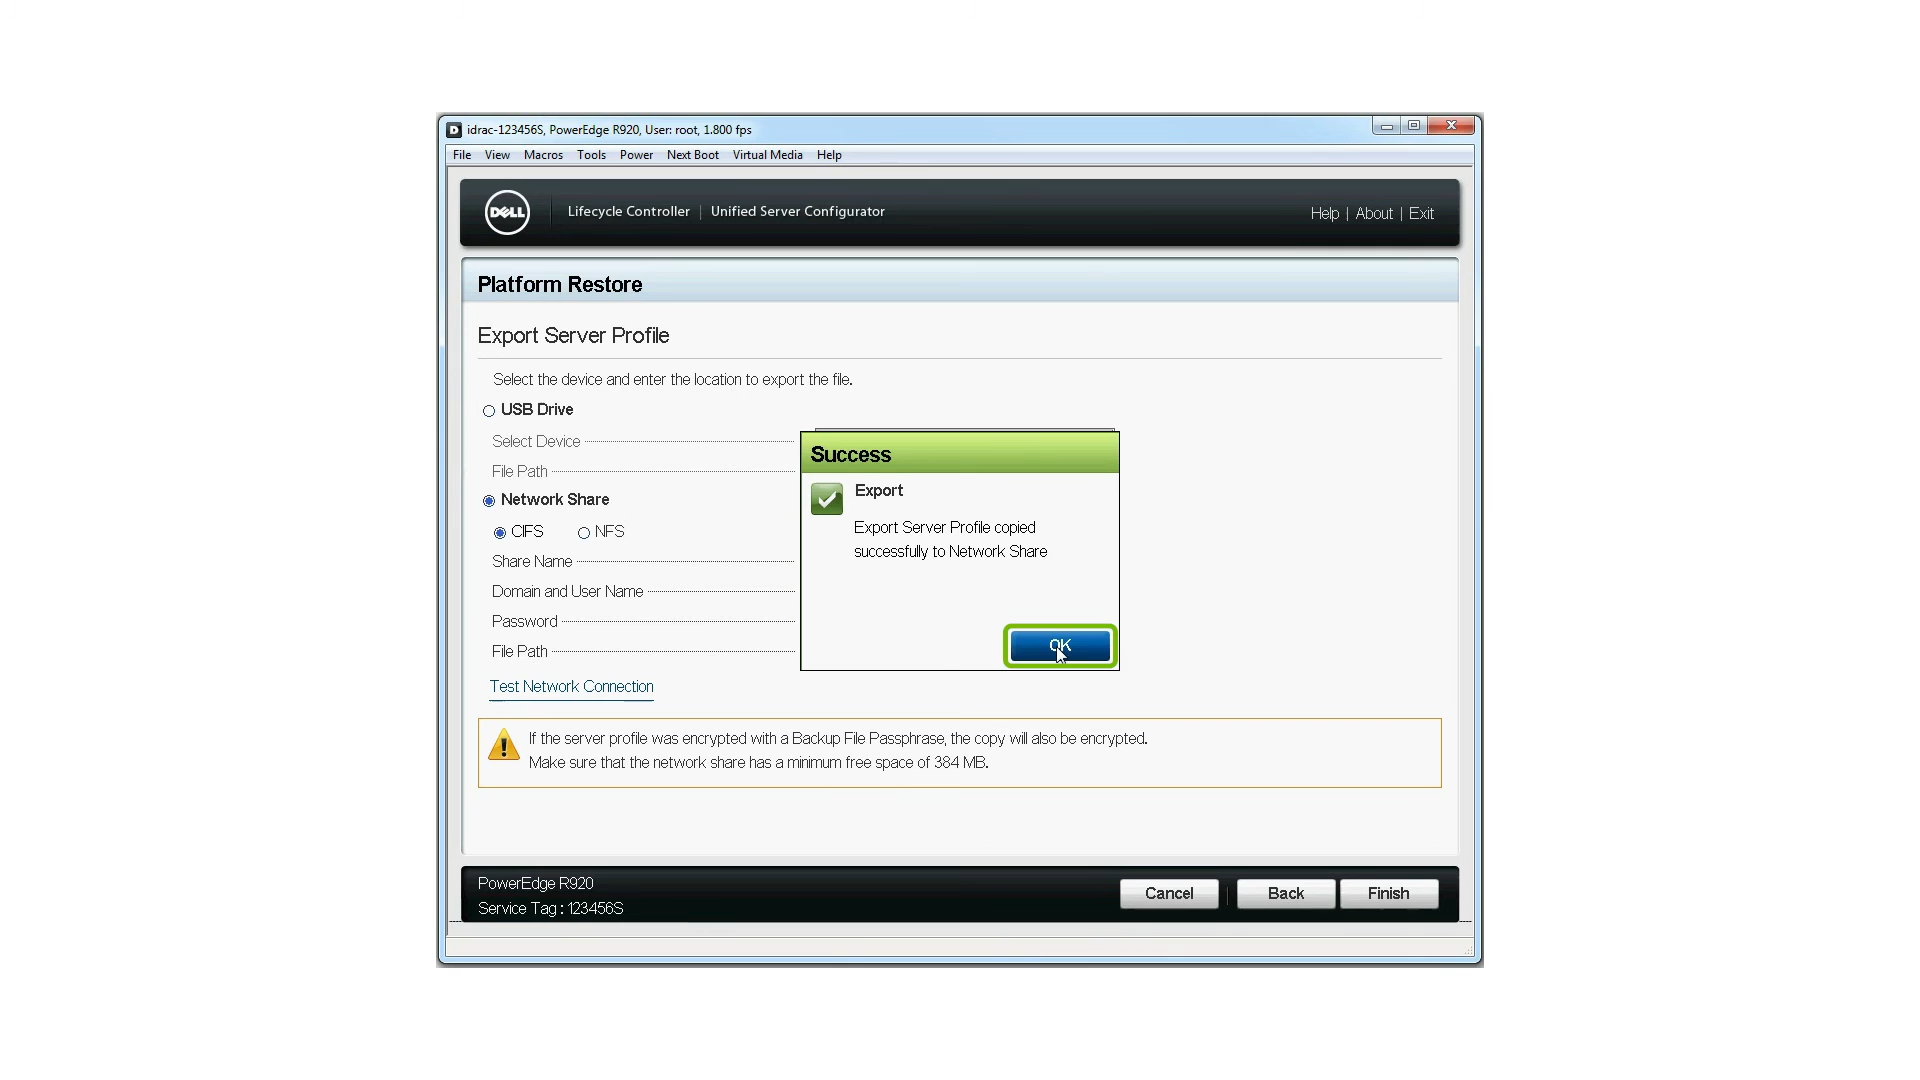 idrac-123456S, PowerEdge R920, User: root, 1.800 fps
File View Macros Tools Power Next Boot Virtual Media Help
DELL
Lifecycle Controller | Unified Server Configurator
Help | About | Exit
Platform Restore
Export Server Profile
Select the device and enter the location to export the file.
USB Drive
Select Device
File Path
Network Share
CIFS NFS
Share Name
Domain and User Name
Password
File Path
Test Network Connection
Success
Export
Export Server Profile copied
successfully to Network Share
OK
If the server profile was encrypted with a Backup File Passphrase, the copy will also be encrypted.
Make sure that the network share has a minimum free space of 384 MB.
PowerEdge R920
Service Tag : 123456S
Cancel Back Finish